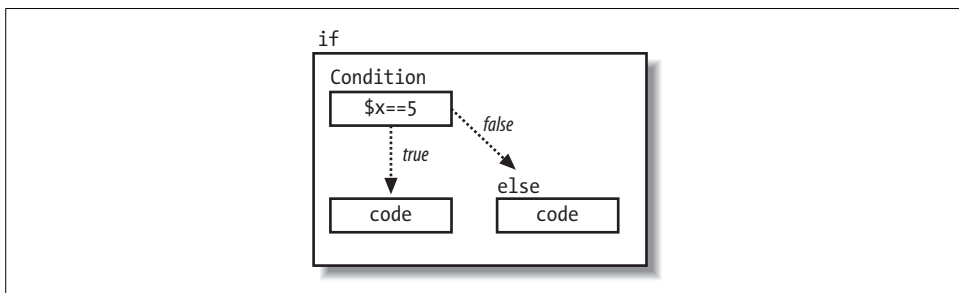 if
Condition
$x==5
false
true
else
code
code